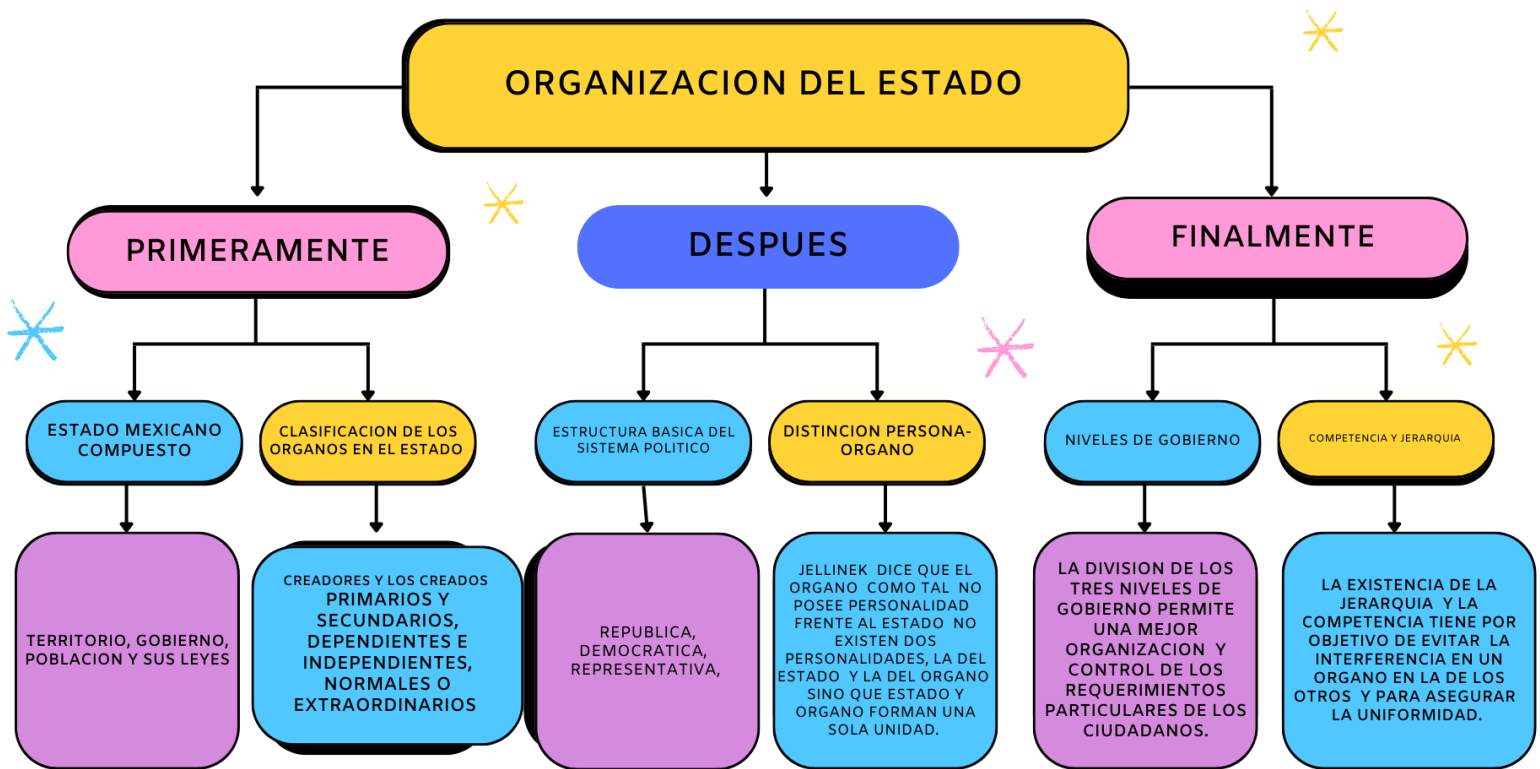 ORGANIZACION DEL ESTADO
PRIMERAMENTE
DESPUES
FINALMENTE
ESTADO MEXICANO
COMPUESTO
CLASIFICACION DE LOS
ORGANOS EN EL ESTADO
ESTRUCTURA BASICA DEL
SISTEMA POLITICO
DISTINCION PERSONA-
ORGANO
NIVELES DE GOBIERNO
COMPETENCIA Y JERARQUIA
TERRITORIO, GOBIERNO,
POBLACION Y SUS LEYES
CREADORES Y LOS CREADOS
PRIMARIOS Y
SECUNDARIOS,
DEPENDIENTES E
INDEPENDIENTES,
NORMALES O
EXTRAORDINARIOS
REPUBLICA,
DEMOCRATICA,
REPRESENTATIVA,
JELLINEK DICE QUE EL
ORGANO COMO TAL NO
POSEE PERSONALIDAD
FRENTE AL ESTADO NO
EXISTEN DOS
PERSONALIDADES, LA DEL
ESTADO Y LA DEL ORGANO
SINO QUE ESTADO Y
ORGANO FORMAN UNA
SOLA UNIDAD.
LA DIVISION DE LOS
TRES NIVELES DE
GOBIERNO PERMITE
UNA MEJOR
ORGANIZACION Y
CONTROL DE LOS
REQUERIMIENTOS
PARTICULARES DE LOS
CIUDADANOS.
LA EXISTENCIA DE LA
JERARQUIA Y LA
COMPETENCIA TIENE POR
OBJETIVO DE EVITAR LA
INTERFERENCIA EN UN
ORGANO EN LA DE LOS
OTROS Y PARA ASEGURAR
LA UNIFORMIDAD.